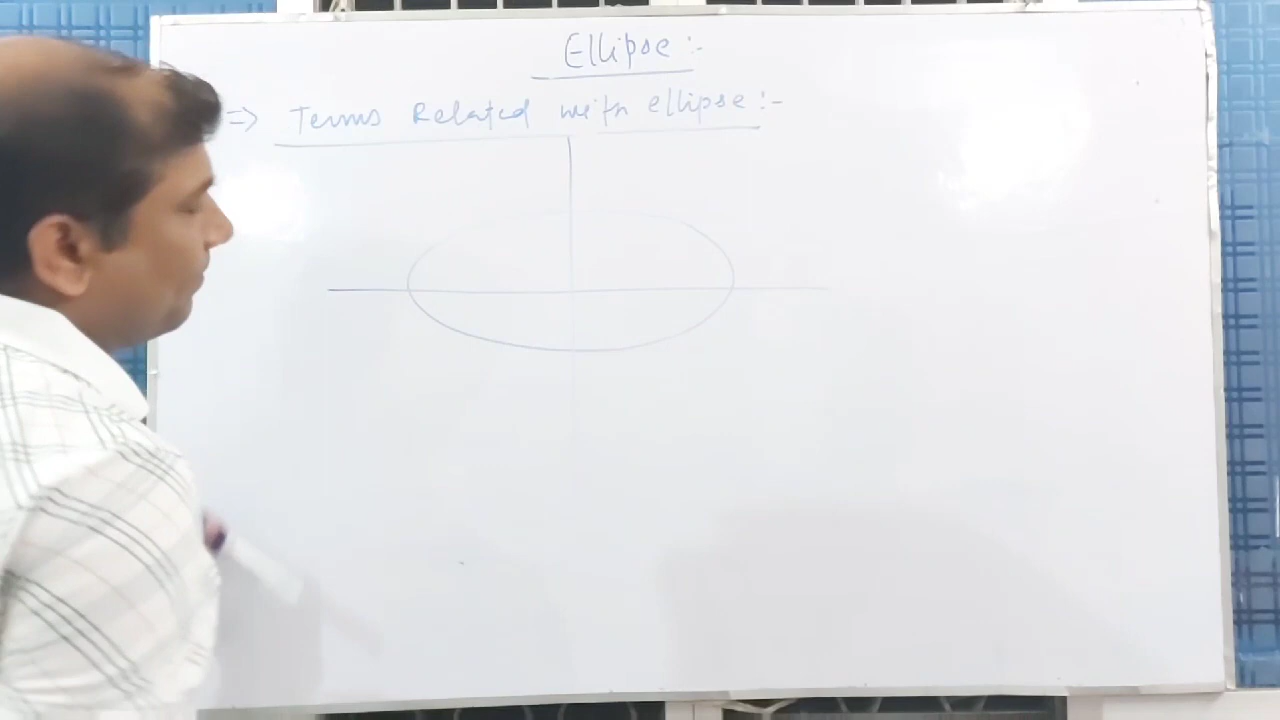 Ellipse :-
⇒ Terms Related with ellipse :-